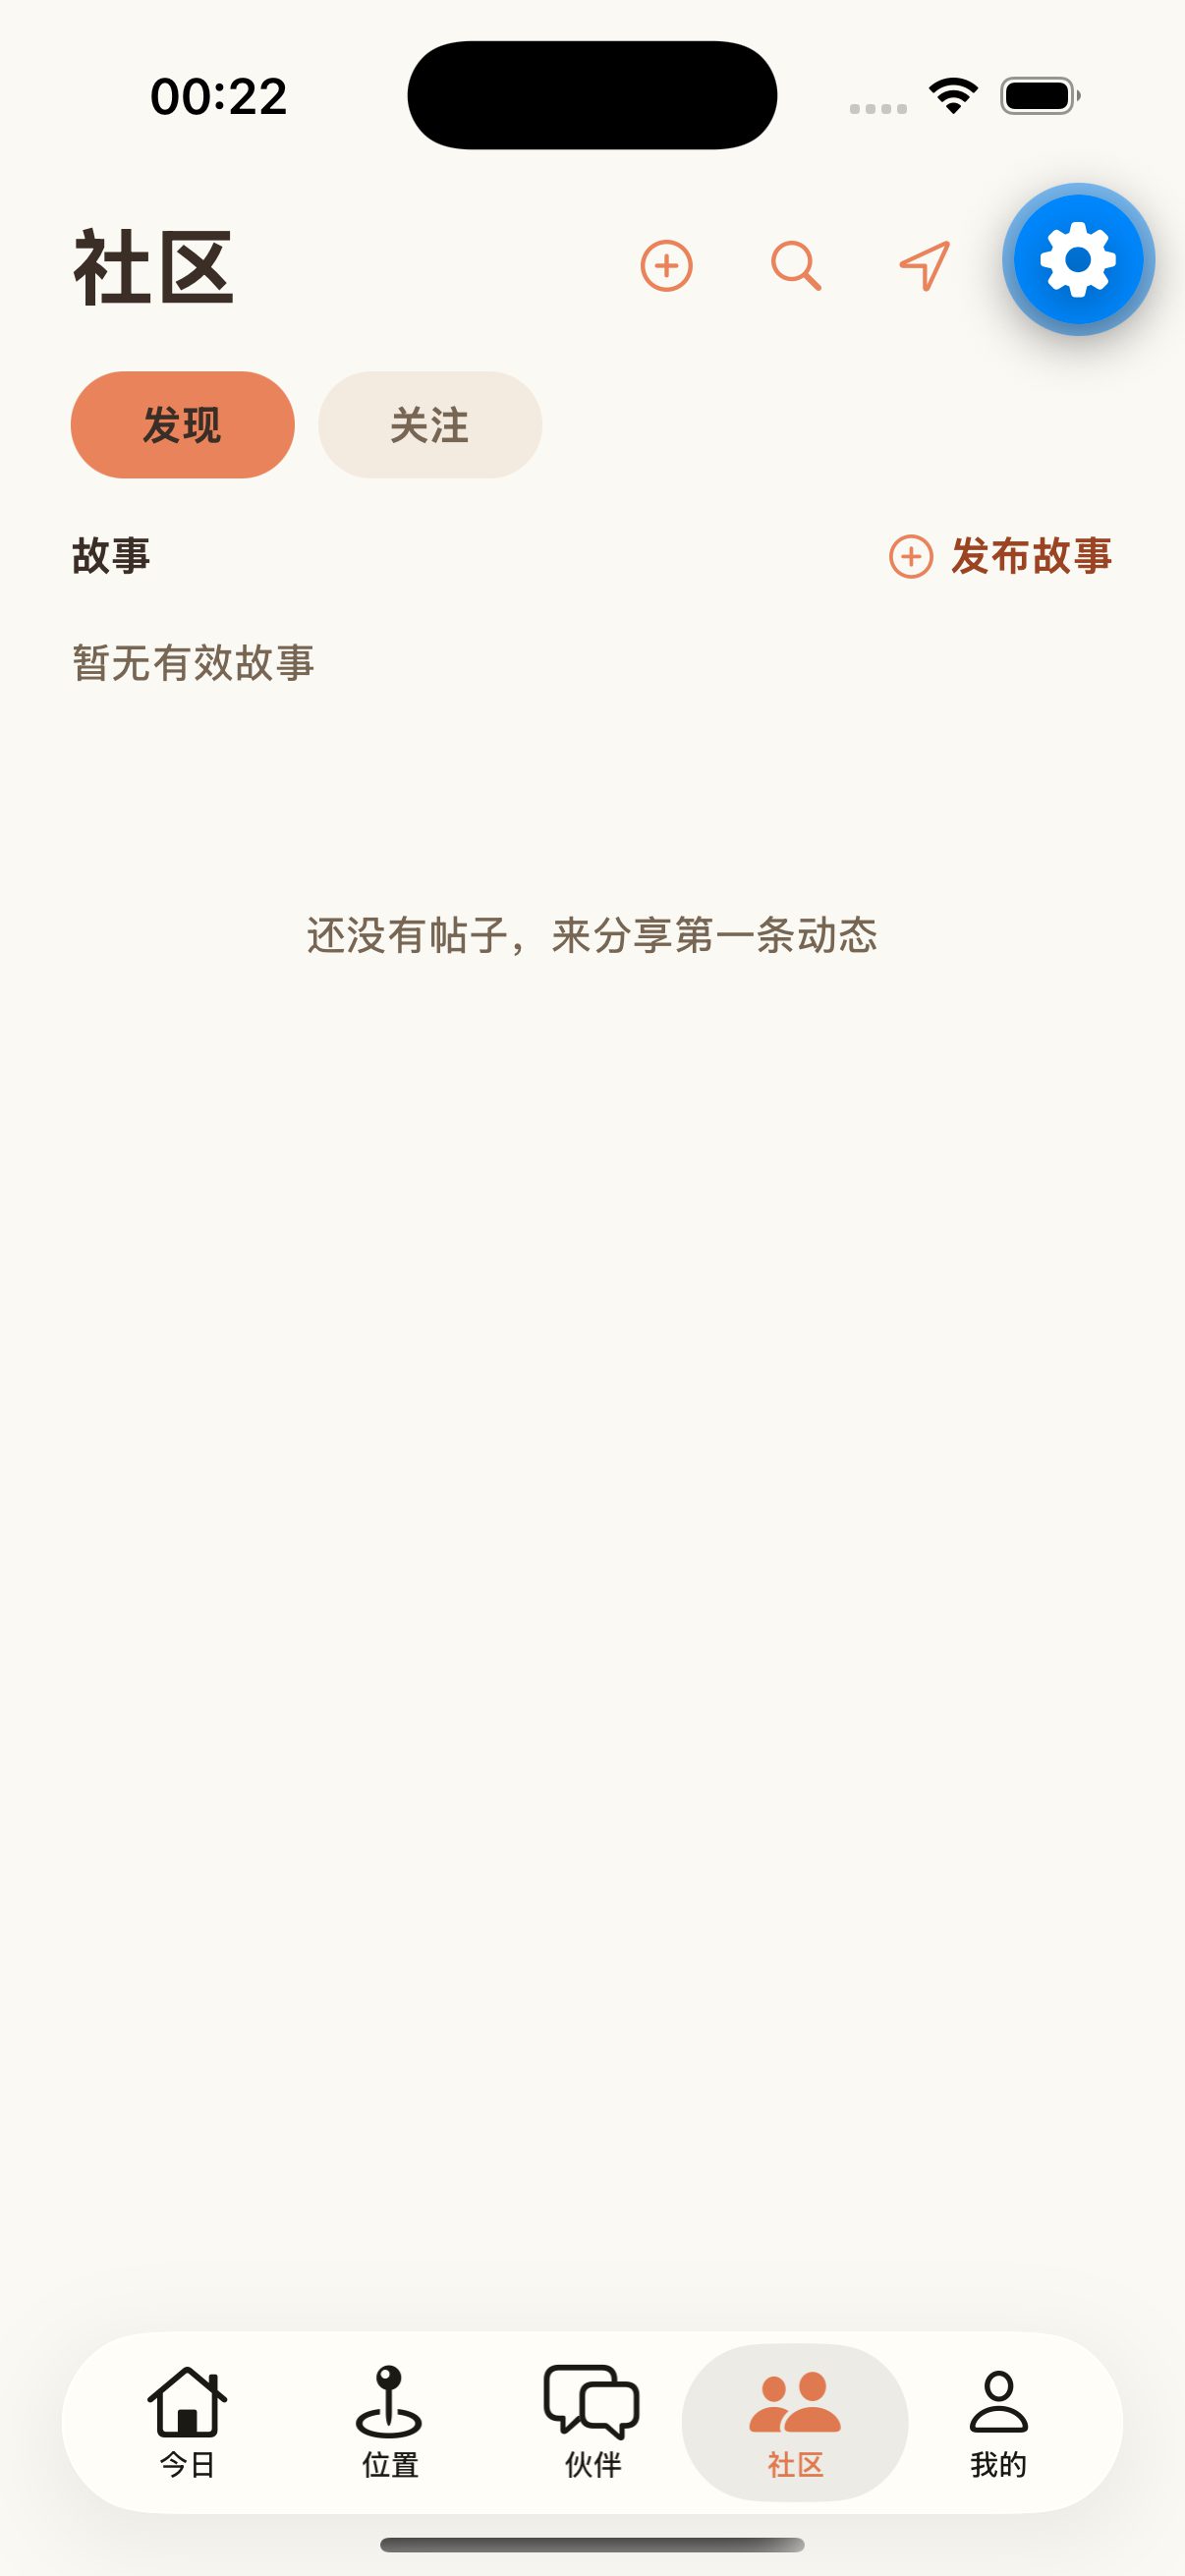 00:22
社区
发现
关注
故事
发布故事
暂无有效故事
还没有帖子，来分享第一条动态
今日
位置
伙伴
社区
我的